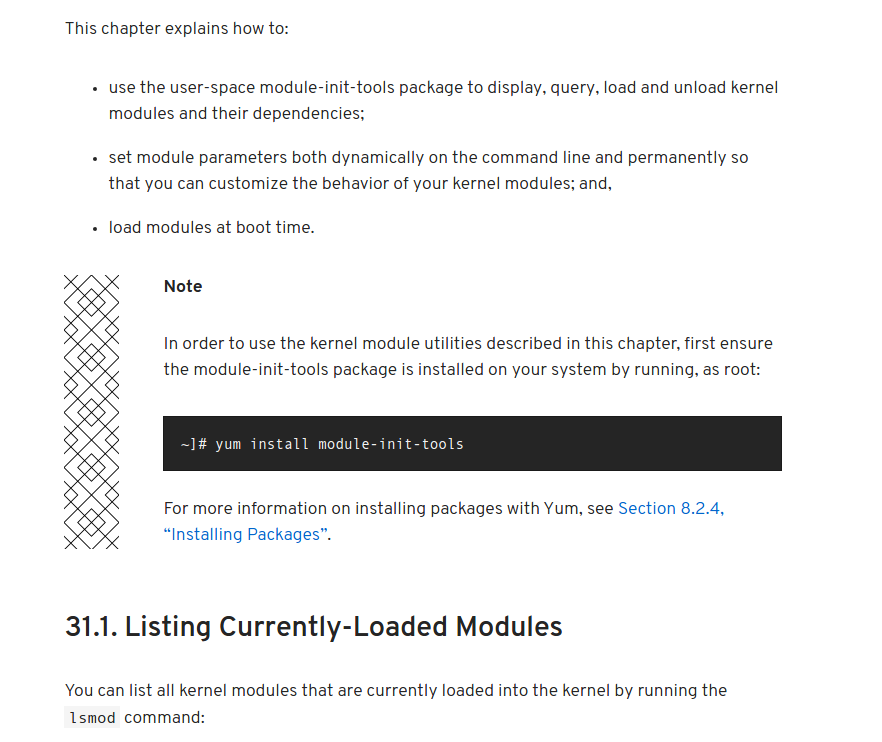 This chapter explains how to:
• use the user-space module-init-tools package to display, query, load and unload kernel
modules and their dependencies;
• set module parameters both dynamically on the command line and permanently so
that you can customize the behavior of your kernel modules; and,
• load modules at boot time.
Note
In order to use the kernel module utilities described in this chapter, first ensure
the module-init-tools package is installed on your system by running, as root:
~]# yum install module-init-tools
For more information on installing packages with Yum, see Section 8.2.4,
“Installing Packages”.
31.1. Listing Currently-Loaded Modules
You can list all kernel modules that are currently loaded into the kernel by running the
lsmod command: